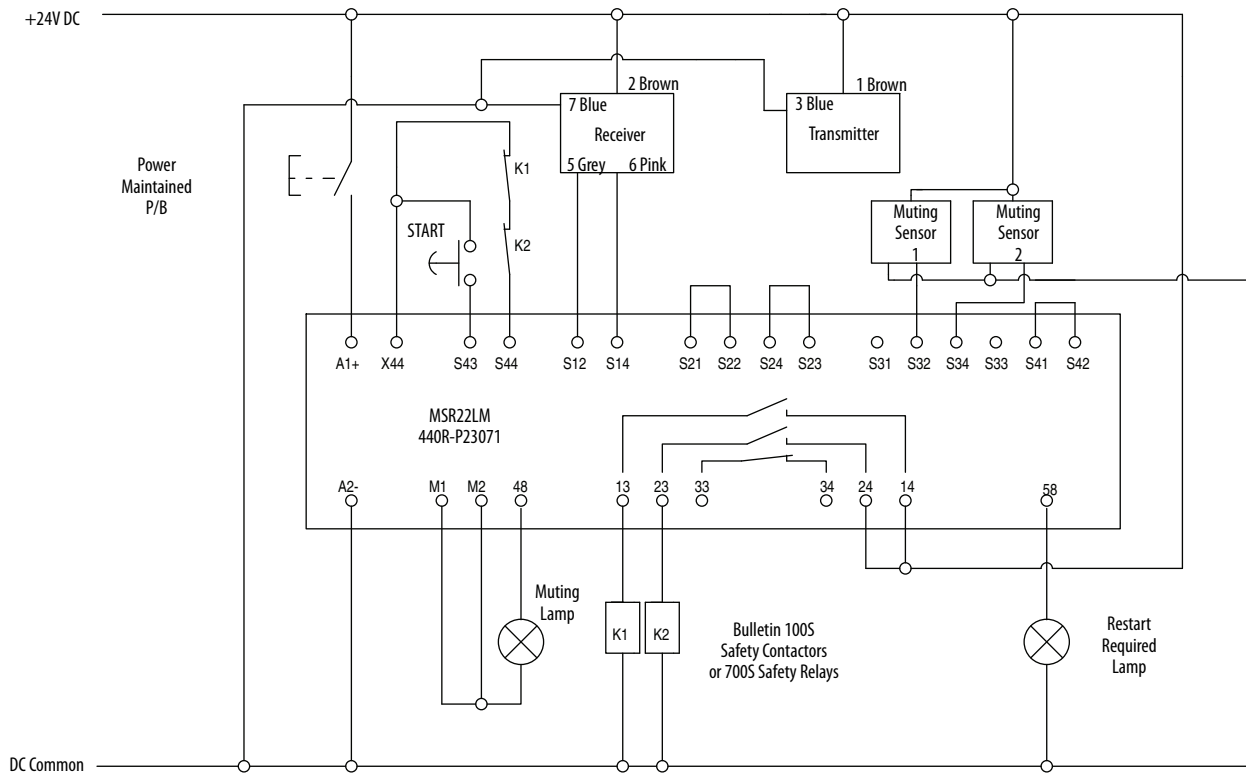 +24V DC
2 Brown
1 Brown
7 Blue
Receiver
5 Grey
6 Pink
3 Blue
Transmitter
Power
Maintained
P/B
START
K1
K2
Muting
Sensor
1
Muting
Sensor
2
A1+
X44
S43
S44
S12
S14
S21
S22
S24
S23
S31
S32
S34
S33
S41
S42
MSR22LM
440R-P23071
A2-
M1
M2
48
13
23
33
34
24
14
58
Muting
Lamp
K1
K2
Bulletin 100S
Safety Contactors
or 700S Safety Relays
Restart
Required
Lamp
DC Common